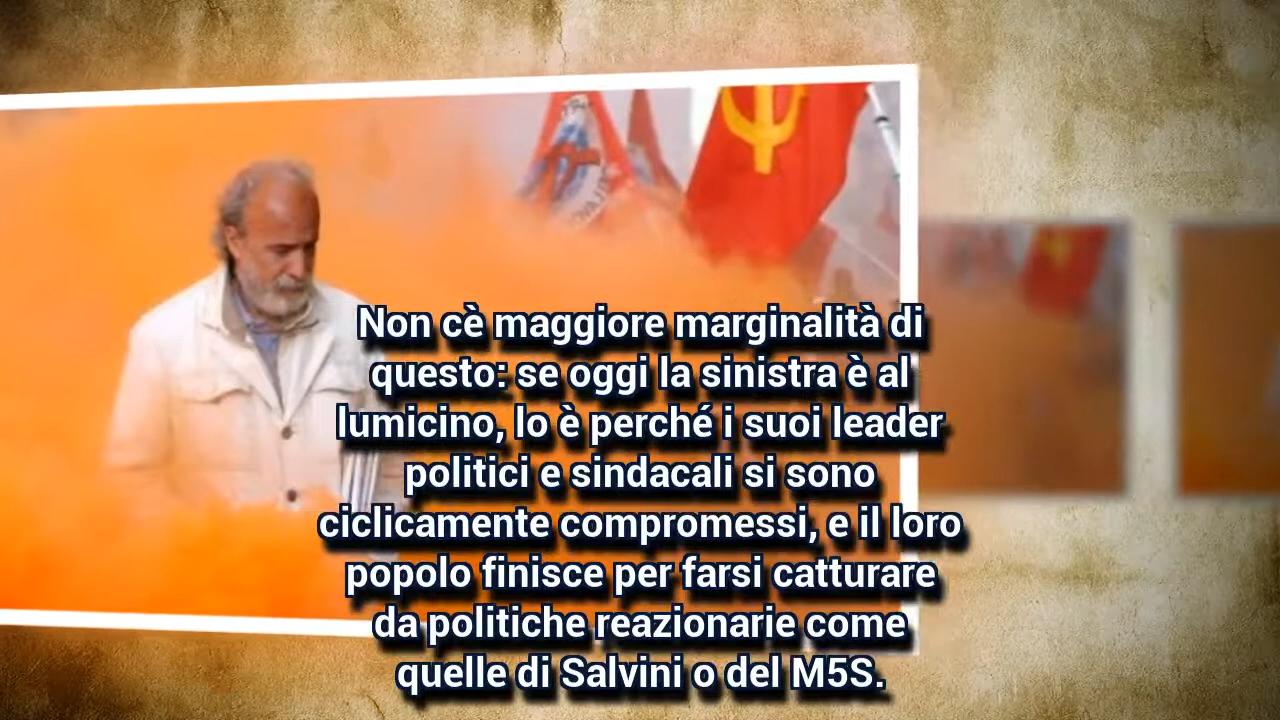 Non cè maggiore marginalità di
questo: se oggi la sinistra è al
lumicino, lo è perché i suoi leader
politici e sindacali si sono
ciclicamente compromessi, e il loro
popolo finisce per farsi catturare
da politiche reazionarie come
quelle di Salvini o del M5S.